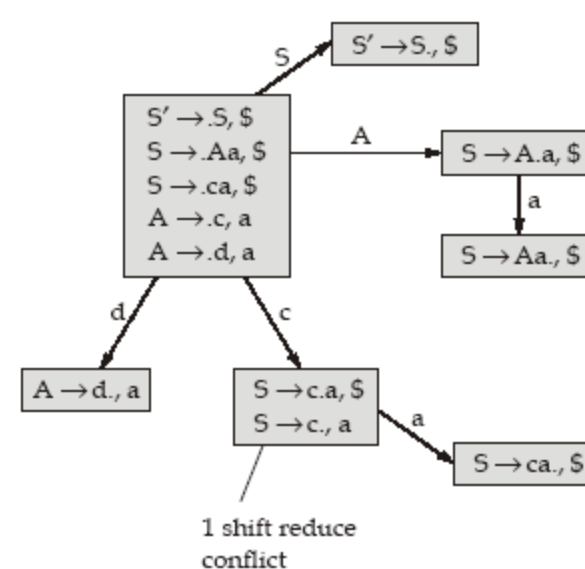 S
S′ →S., $
S′ →.S, $
S →.Aa, $
S →.ca, $
A →.c, a
A →.d, a
A
S →A.a, $
a
S →Aa., $
d
c
A →d., a
S →c.a, $
S →c., a
a
S →ca., $
1 shift reduce
conflict